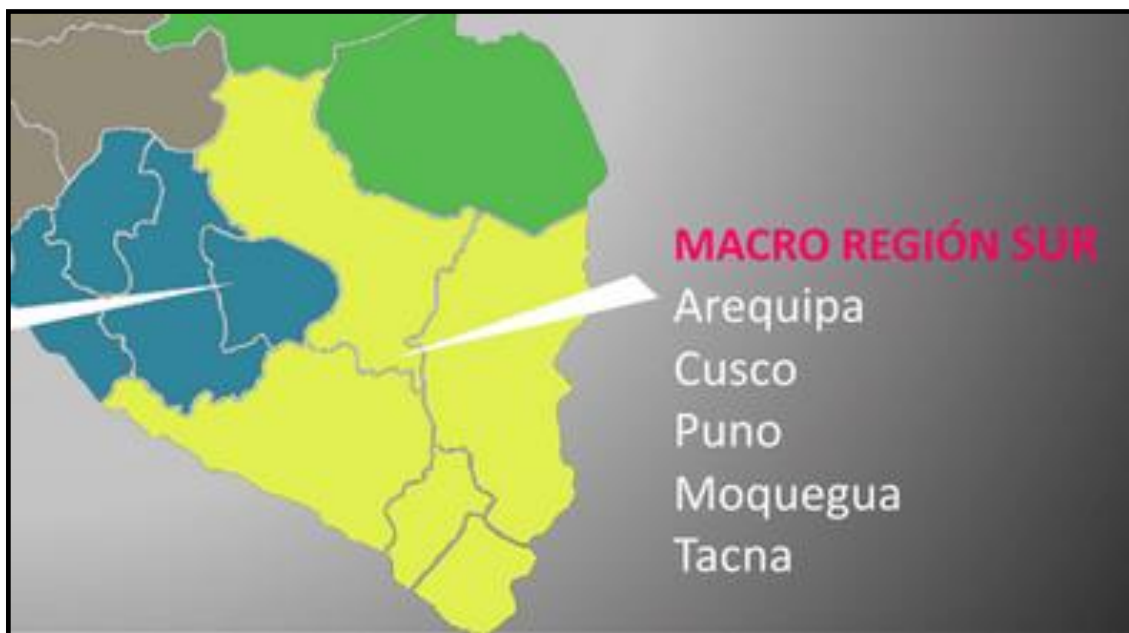 MACRO REGIÓN SUR
Arequipa
Cusco
Puno
Moquegua
Tacna